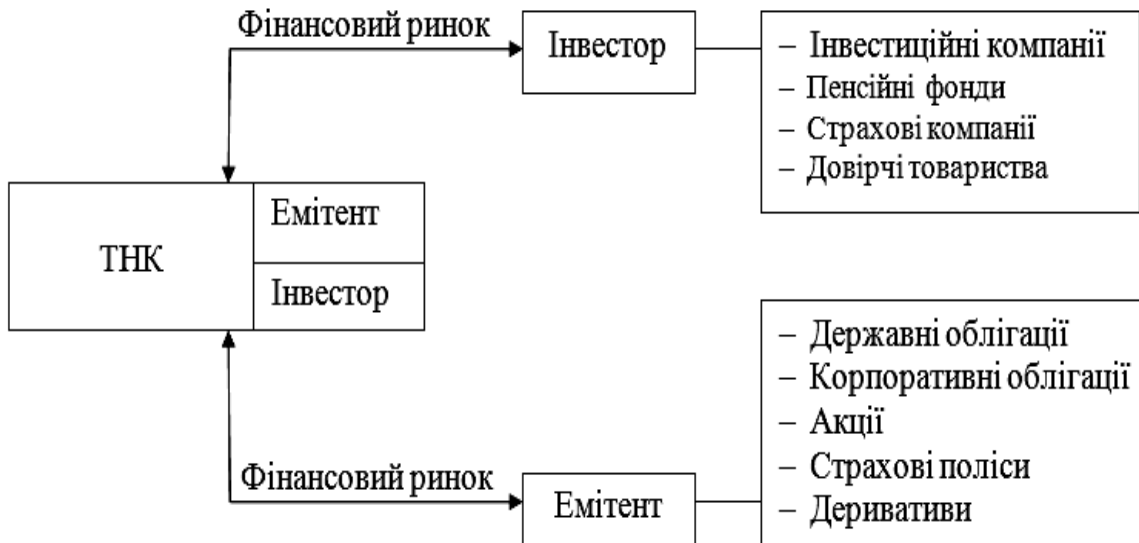 Фінансовий ринок
Інвестор
– Інвестиційні компанії
– Пенсійні фонди
– Страхові компанії
– Довірчі товариства
ТНК
Емітент
Інвестор
Фінансовий ринок
Емітент
– Державні облігації
– Корпоративні облігації
– Акції
– Страхові поліси
– Деривативи